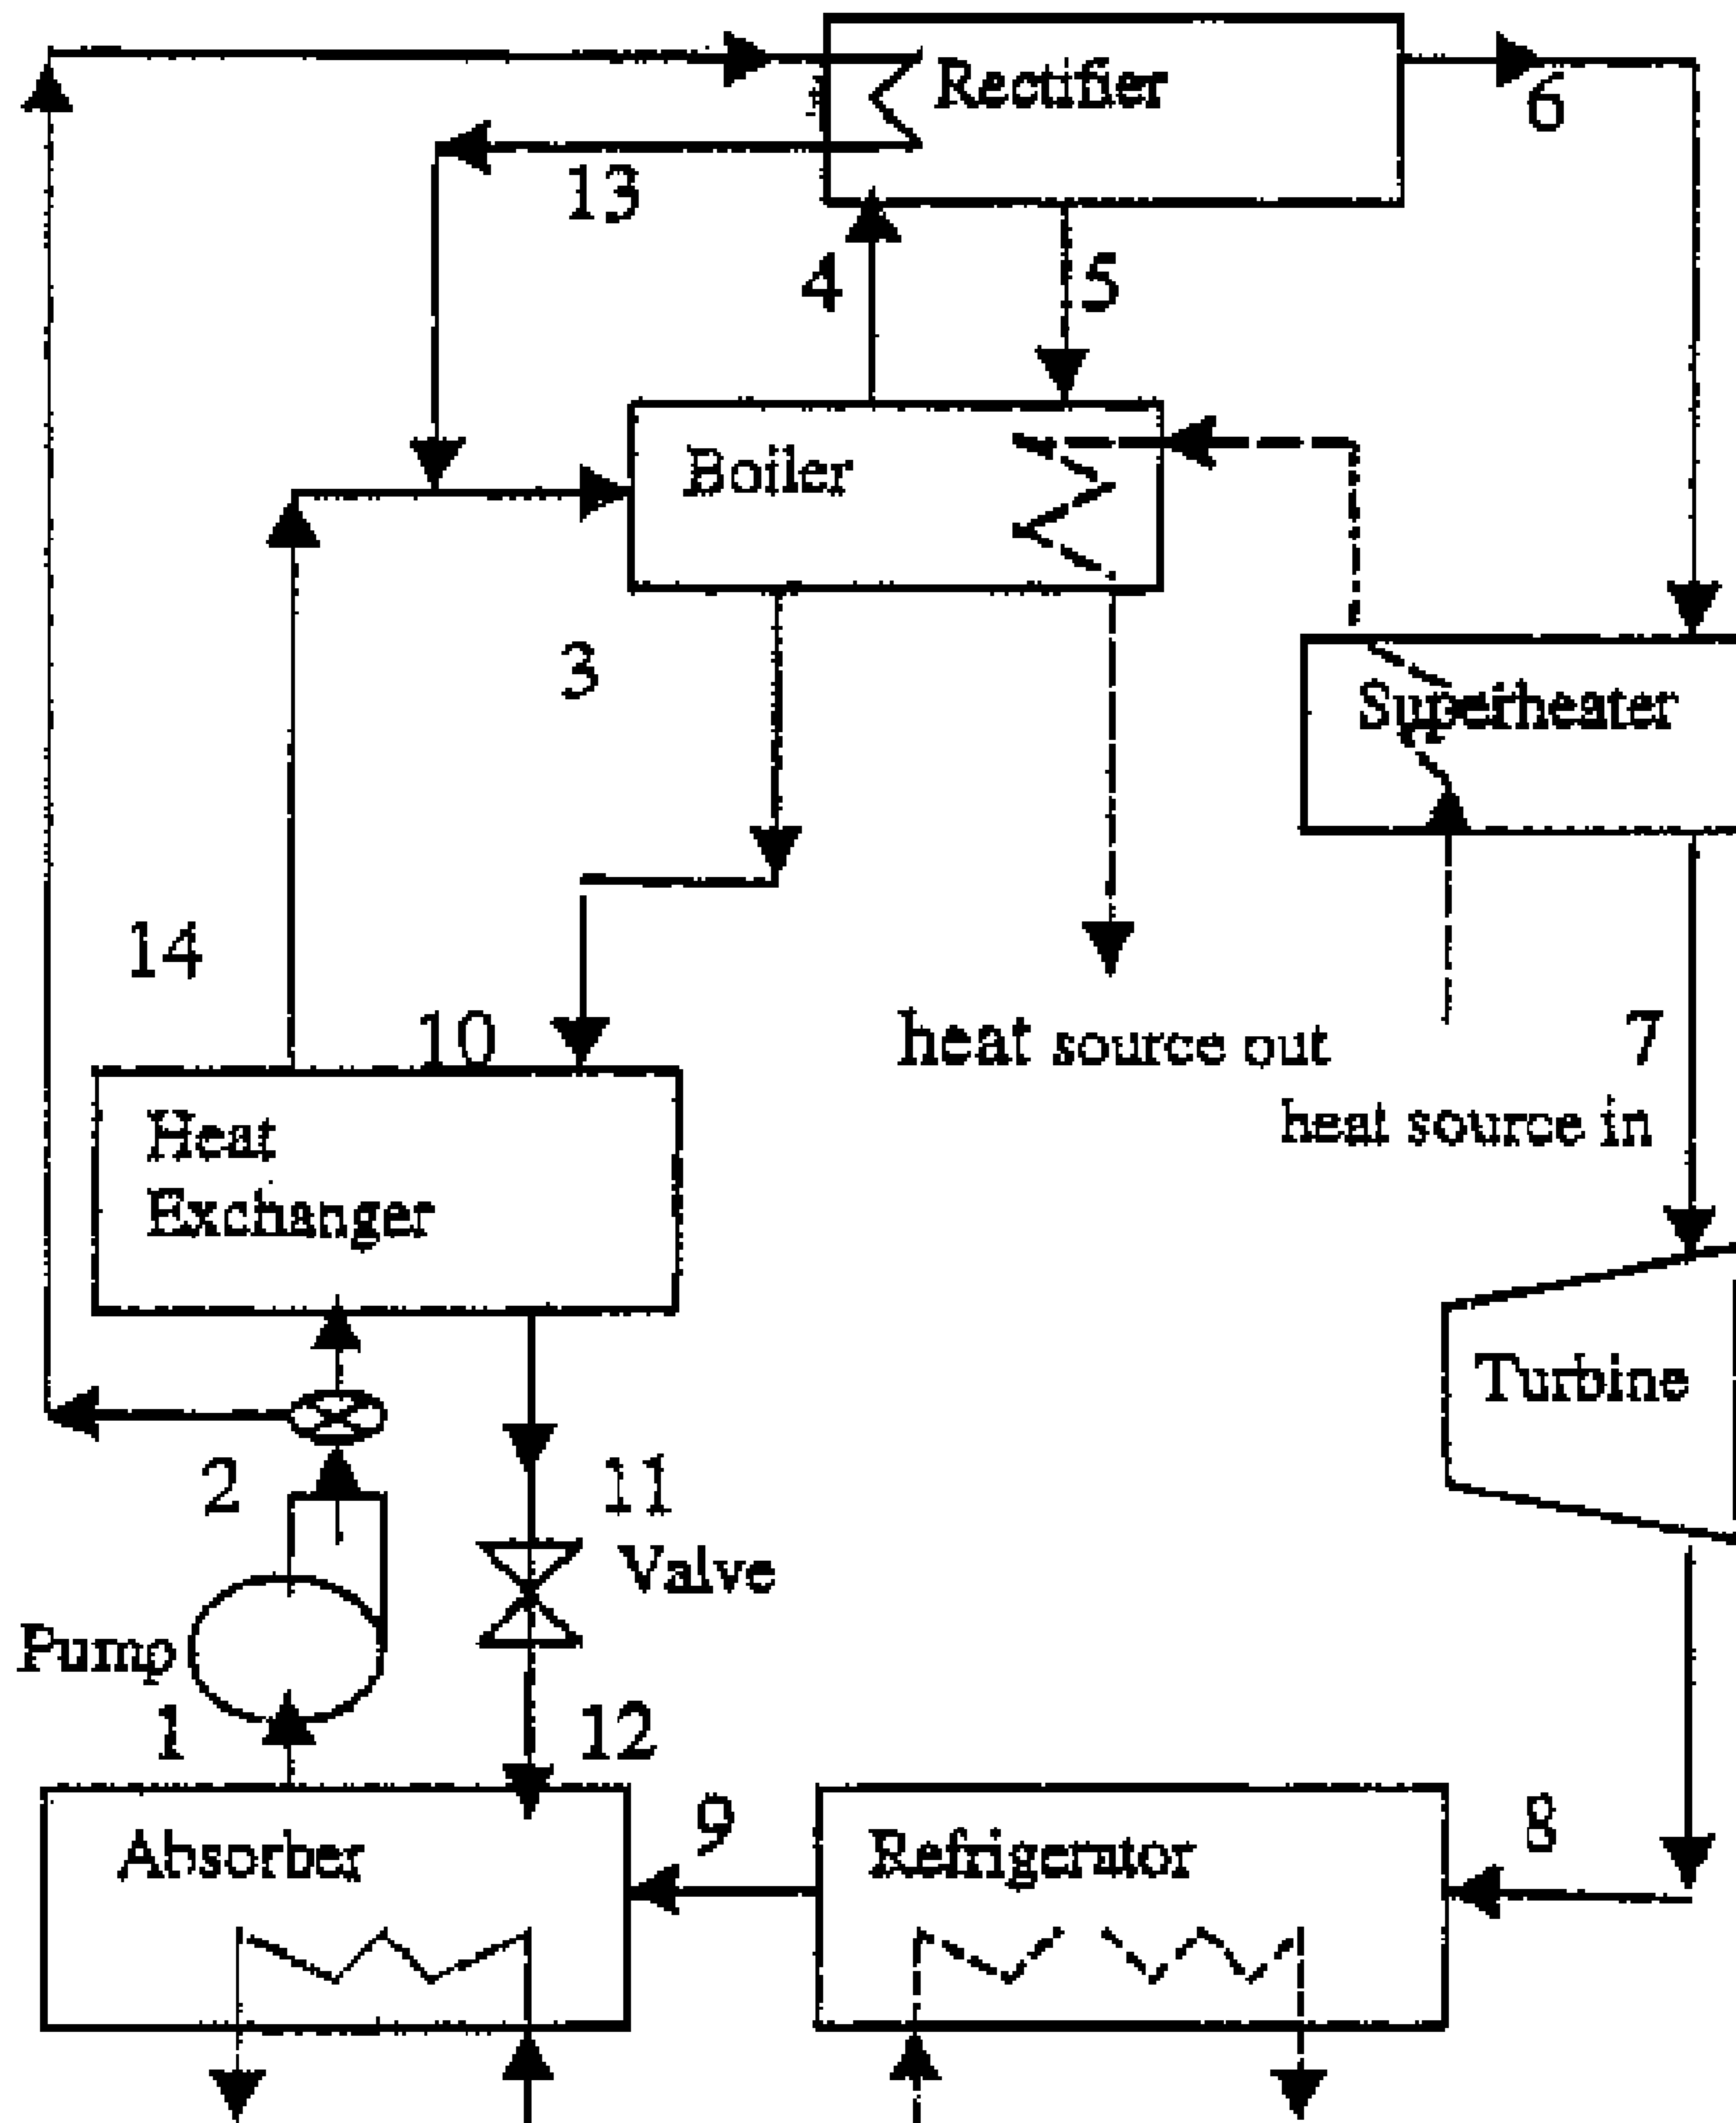 Rectifier
6
13
4
5
Boiler
3
Superheater
14
10
heat source out
7
heat source in
Heat
Exchanger
Turbine
2
11
Valve
Pump
1
12
9
8
Absorber
Refrigerator